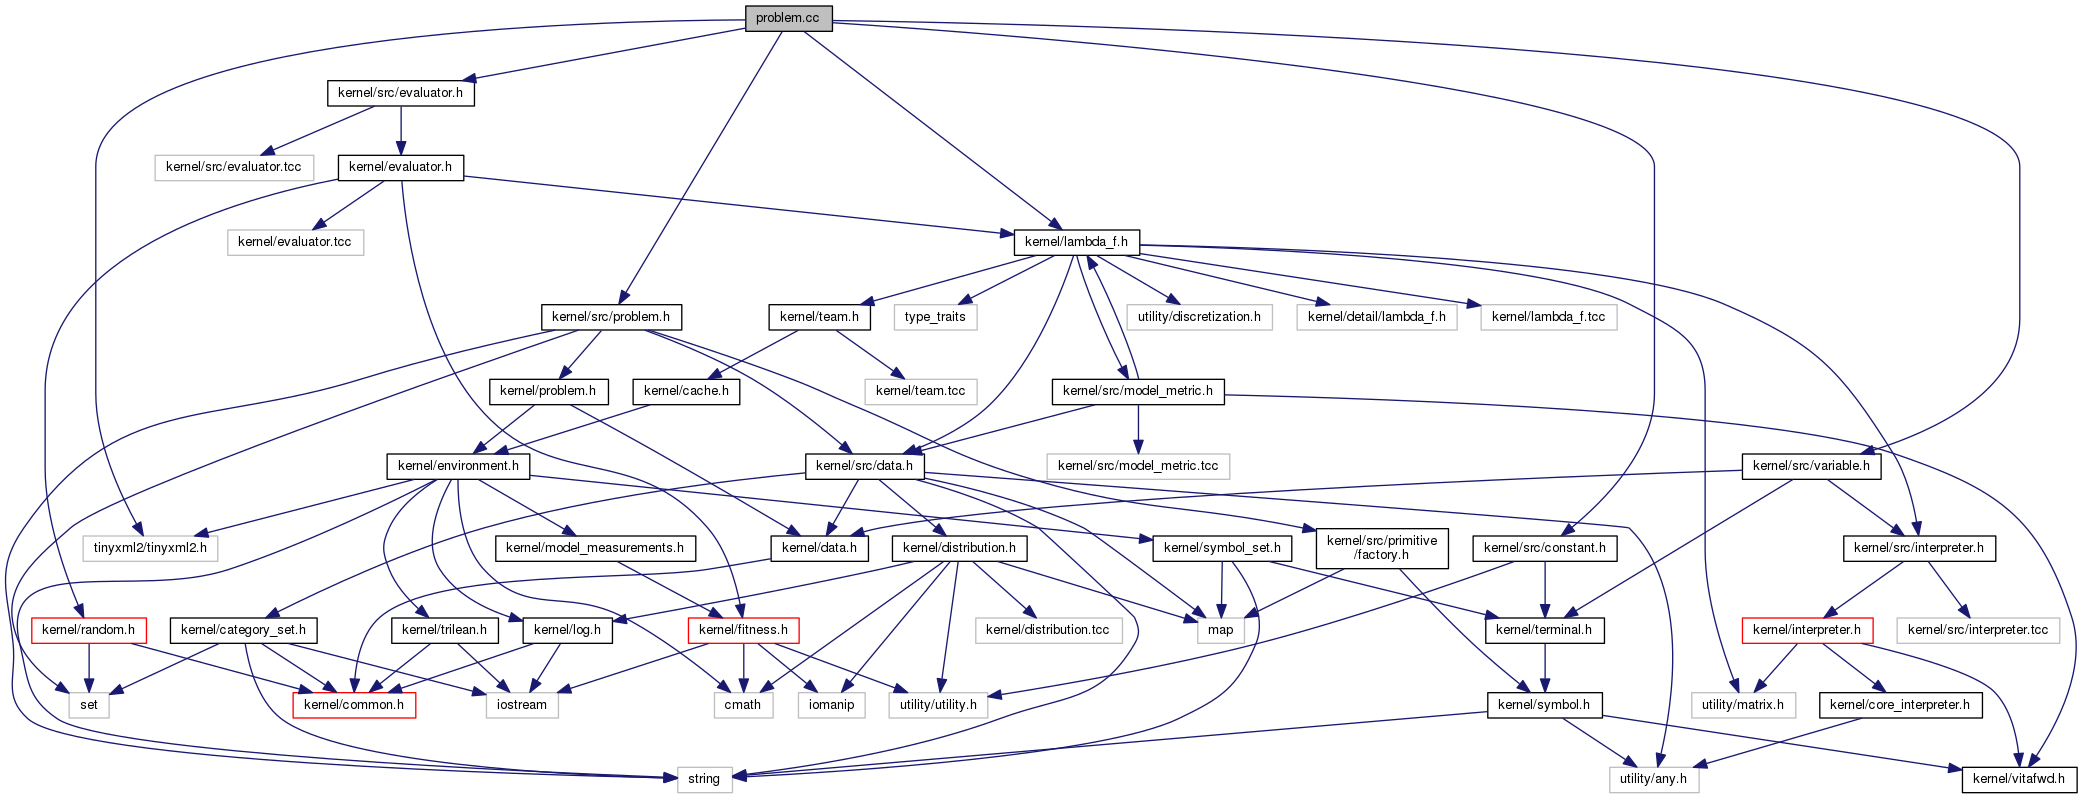 problem.cc
kernel/src/evaluator.h
kernel/src/evaluator.tcc
kernel/evaluator.h
kernel/evaluator.tcc
kernel/lambda_f.h
kernel/src/problem.h
kernel/team.h
type_traits
utility/discretization.h
kernel/detail/lambda_f.h
kernel/lambda_f.tcc
kernel/problem.h
kernel/cache.h
kernel/team.tcc
kernel/src/model_metric.h
kernel/environment.h
kernel/src/data.h
kernel/src/model_metric.tcc
kernel/src/variable.h
tinyxml2/tinyxml2.h
kernel/model_measurements.h
kernel/data.h
kernel/distribution.h
kernel/symbol_set.h
kernel/src/primitive
/factory.h
kernel/src/constant.h
kernel/src/interpreter.h
kernel/random.h
kernel/category_set.h
kernel/trilean.h
kernel/log.h
kernel/fitness.h
kernel/distribution.tcc
map
kernel/terminal.h
kernel/interpreter.h
kernel/src/interpreter.tcc
set
kernel/common.h
iostream
cmath
iomanip
utility/utility.h
kernel/symbol.h
utility/matrix.h
kernel/core_interpreter.h
string
utility/any.h
kernel/vitafwd.h